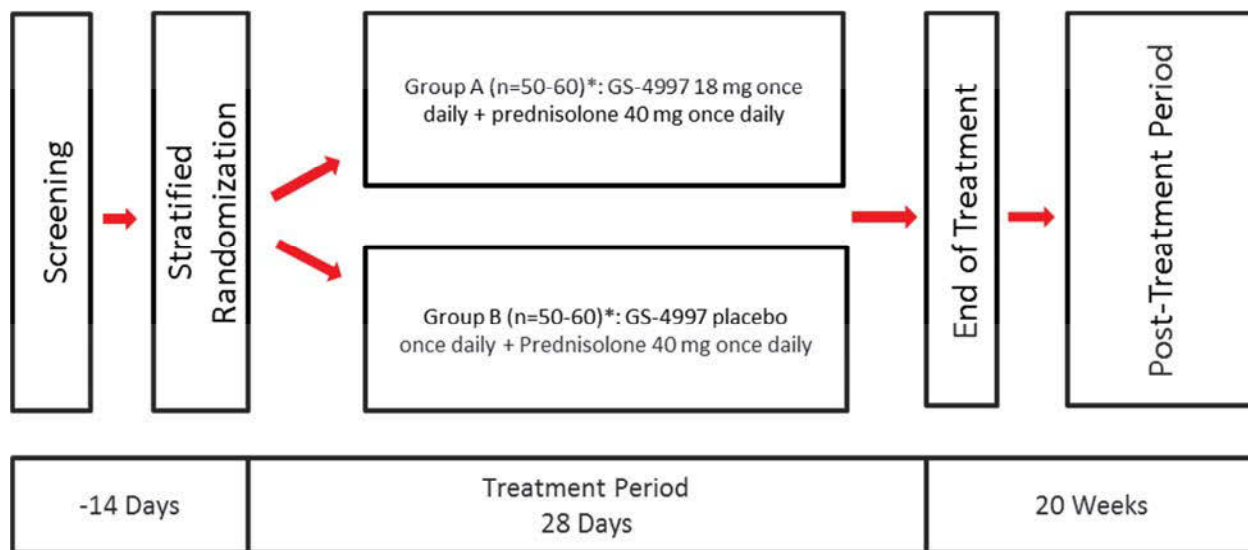 Screening
Stratified
Randomization
Group A (n=50-60)*: GS-4997 18 mg once
daily + prednisolone 40 mg once daily
Group B (n=50-60)*: GS-4997 placebo
once daily + Prednisolone 40 mg once daily
End of Treatment
Post-Treatment Period
-14 Days
Treatment Period
28 Days
20 Weeks